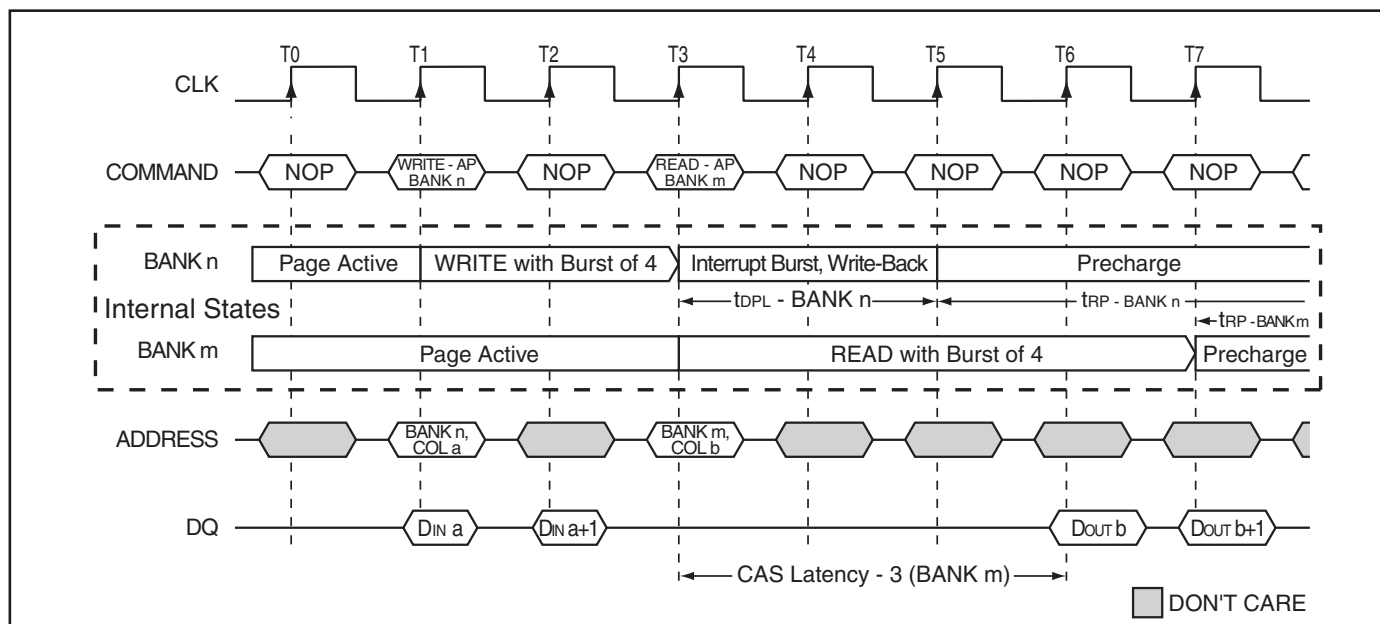 T0 T1 T2 T3 T4 T5 T6 T7
CLK
COMMAND NOP WRITE - AP BANK n NOP READ - AP BANK m NOP NOP NOP NOP
BANK n Page Active WRITE with Burst of 4 Interrupt Burst, Write-Back Precharge
Internal States
tDPL - BANK n tRP - BANK n
tRP - BANK m
BANK m Page Active READ with Burst of 4 Precharge
ADDRESS BANK n, COL a BANK m, COL b
DQ DIN a DIN a+1 DOUT b DOUT b+1
CAS Latency - 3 (BANK m)
DON'T CARE